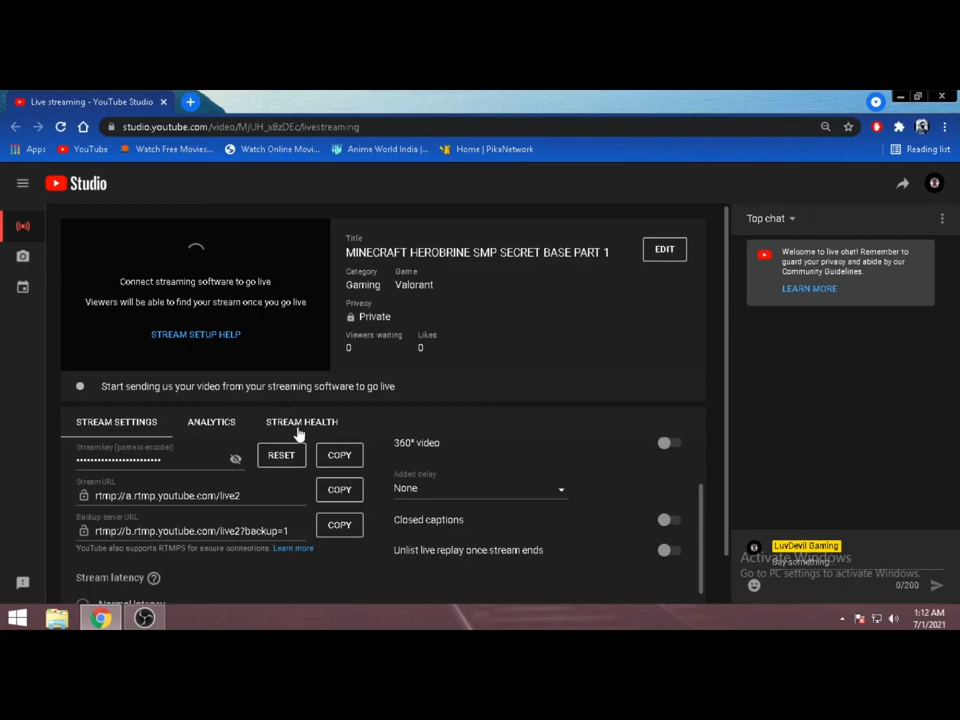 Live streaming - YouTube Studio
studio.youtube.com/video/MjUH_xBzDEc/livestreaming
Apps YouTube Watch Free Movies... Watch Online Movi... Anime World India |... Home | PikaNetwork Reading list
Studio
Connect streaming software to go live
Viewers will be able to find your stream once you go live
STREAM SETUP HELP
Title
MINECRAFT HEROBRINE SMP SECRET BASE PART 1
EDIT
Category Game
Gaming Valorant
Privacy
Private
Viewers waiting Likes
0 0
Top chat
Welcome to live chat! Remember to
guard your privacy and abide by our
Community Guidelines.
LEARN MORE
Start sending us your video from your streaming software to go live
STREAM SETTINGS ANALYTICS STREAM HEALTH
Stream key (paste in encoder)
•••••••••••••••••••••••• RESET COPY
Stream URL
rtmp://a.rtmp.youtube.com/live2 COPY
Backup server URL
rtmp://b.rtmp.youtube.com/live2?backup=1 COPY
YouTube also supports RTMPS for secure connections. Learn more
Stream latency
Normal latency
360° video
Added delay
None
Closed captions
Unlist live replay once stream ends
LuvDevil Gaming
Say something...
0/200
Activate Windows
Go to PC settings to activate Windows.
1:12 AM
7/1/2021